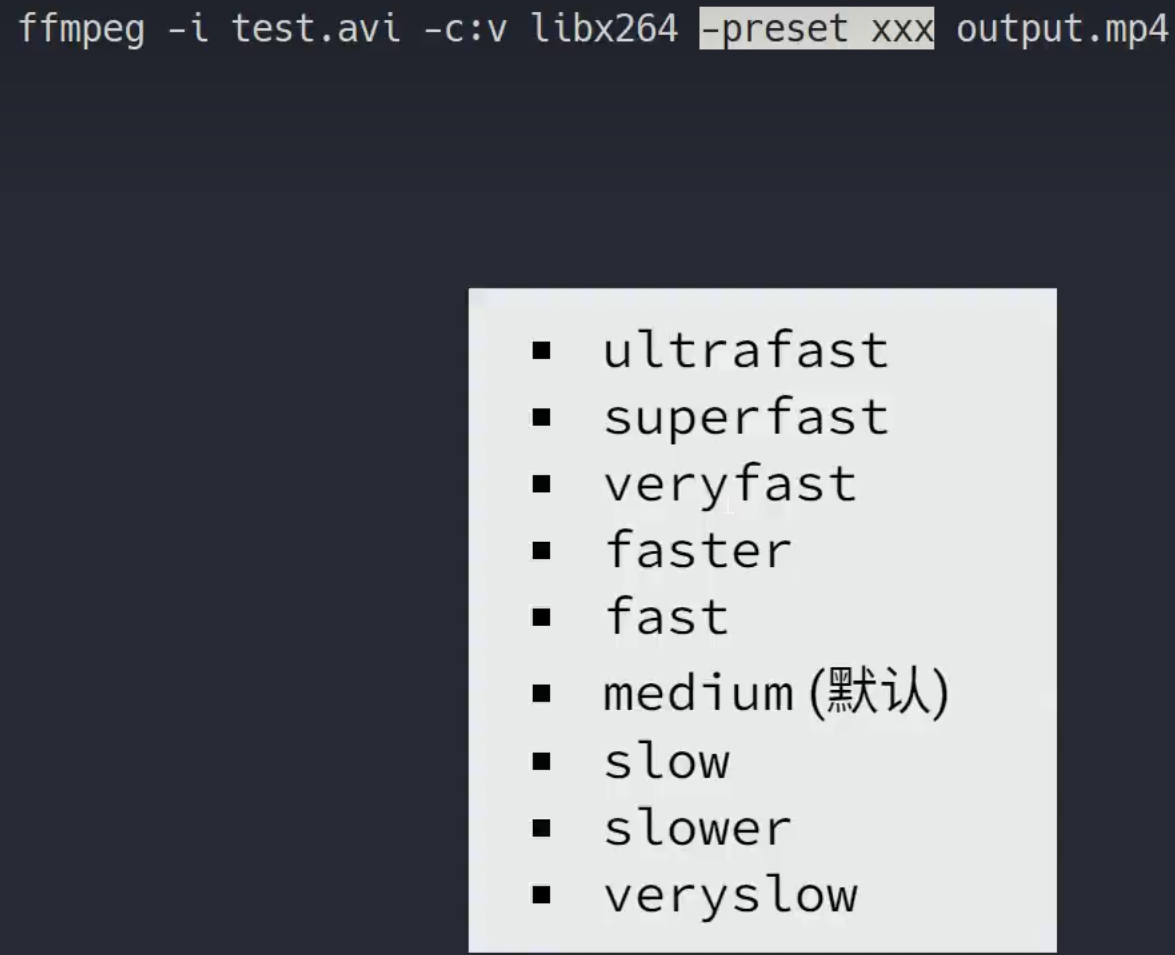 ffmpeg -i test.avi -c:v libx264 -preset xxx output.mp4
▪ ultrafast
▪ superfast
▪ veryfast
▪ faster
▪ fast
▪ medium (默认)
▪ slow
▪ slower
▪ veryslow